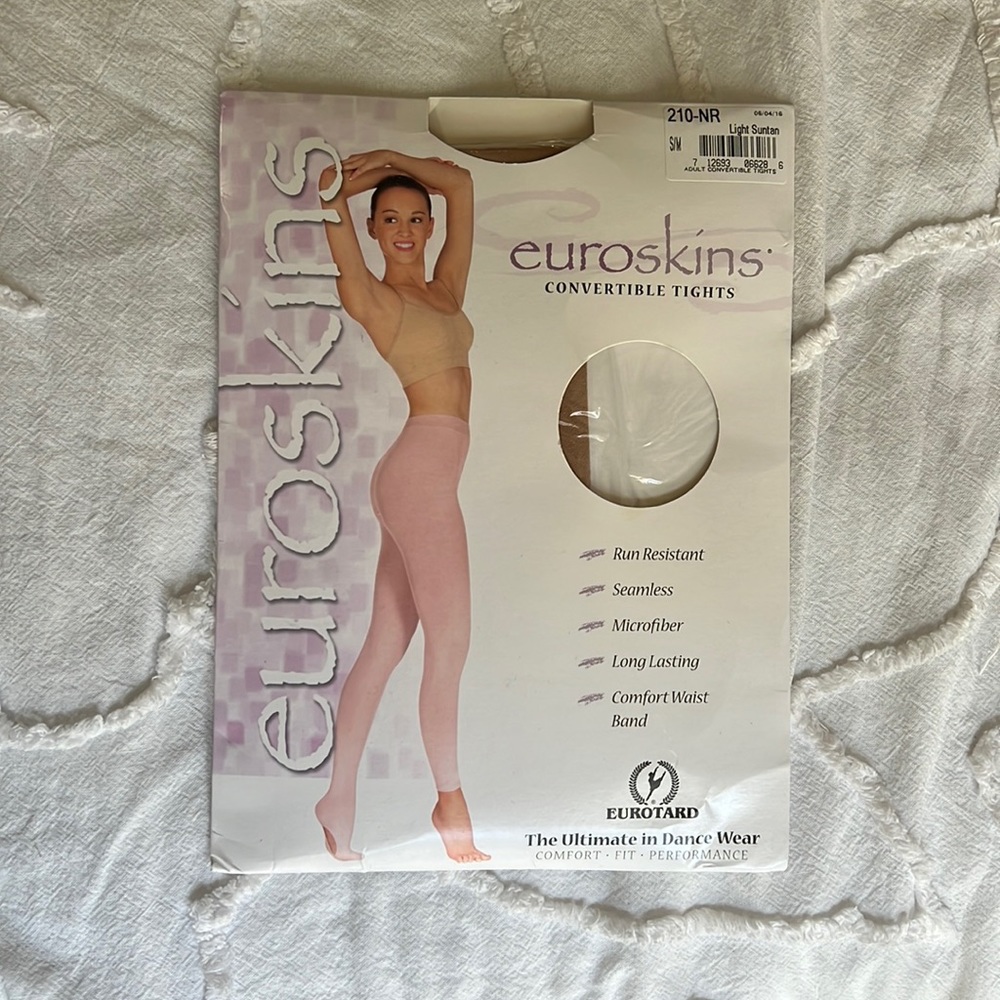 210-NR 06/04/16
Light Suntan
S/M
7 12693 06628 6
ADULT CONVERTIBLE TIGHTS
euroskins
euroskins
CONVERTIBLE TIGHTS
Run Resistant
Seamless
Microfiber
Long Lasting
Comfort Waist
Band
EUROTARD
The Ultimate in Dance Wear
COMFORT · FIT · PERFORMANCE